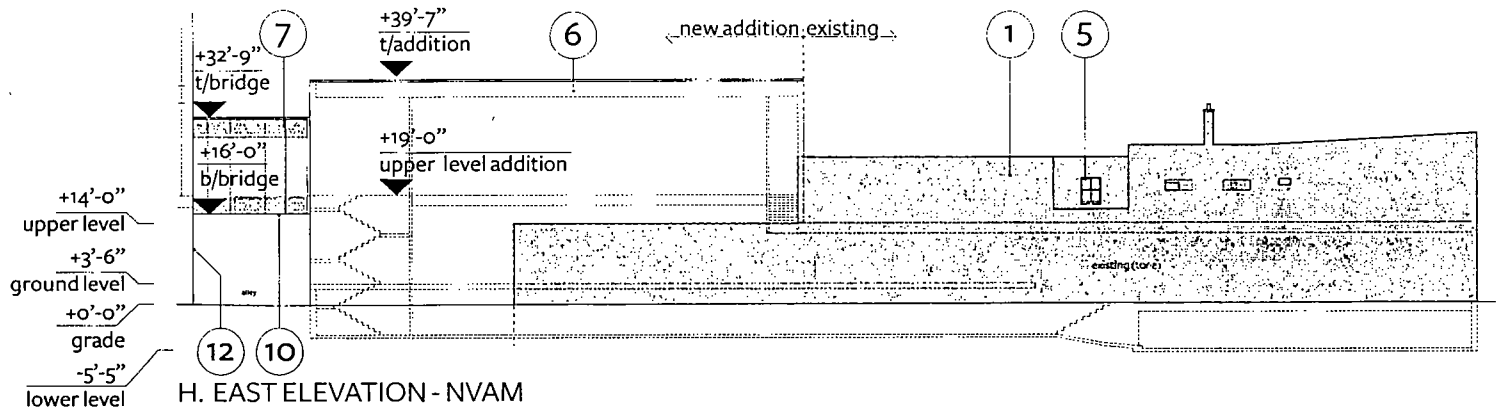 +39'-7"
t/addition
7
6
new addition existing
1
5
+32'-9"
t/bridge
+16'-0"
b/bridge
+19'-0"
upper level addition
+14'-0"
upper level
+3'-6"
ground level
alley
existing (to re)
+0'-0"
grade
12
10
-5'-5"
lower level
H. EAST ELEVATION - NVAM